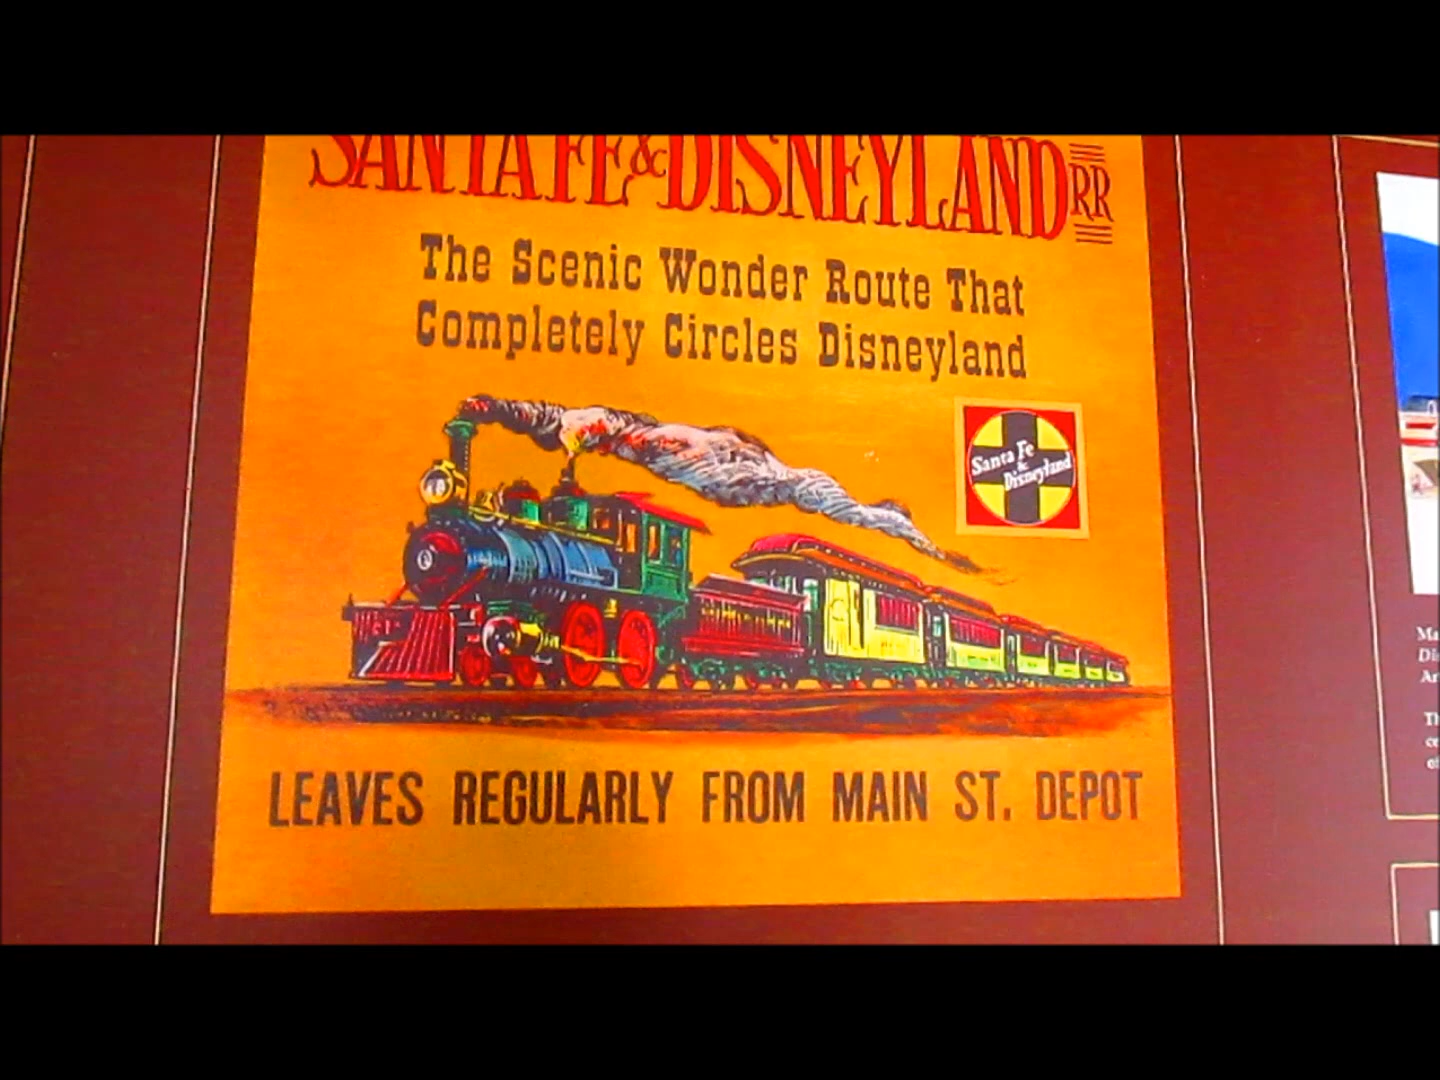 SANTA FE & DISNEYLAND RR
The Scenic Wonder Route That
Completely Circles Disneyland
Santa Fe
&
Disneyland
LEAVES REGULARLY FROM MAIN ST. DEPOT